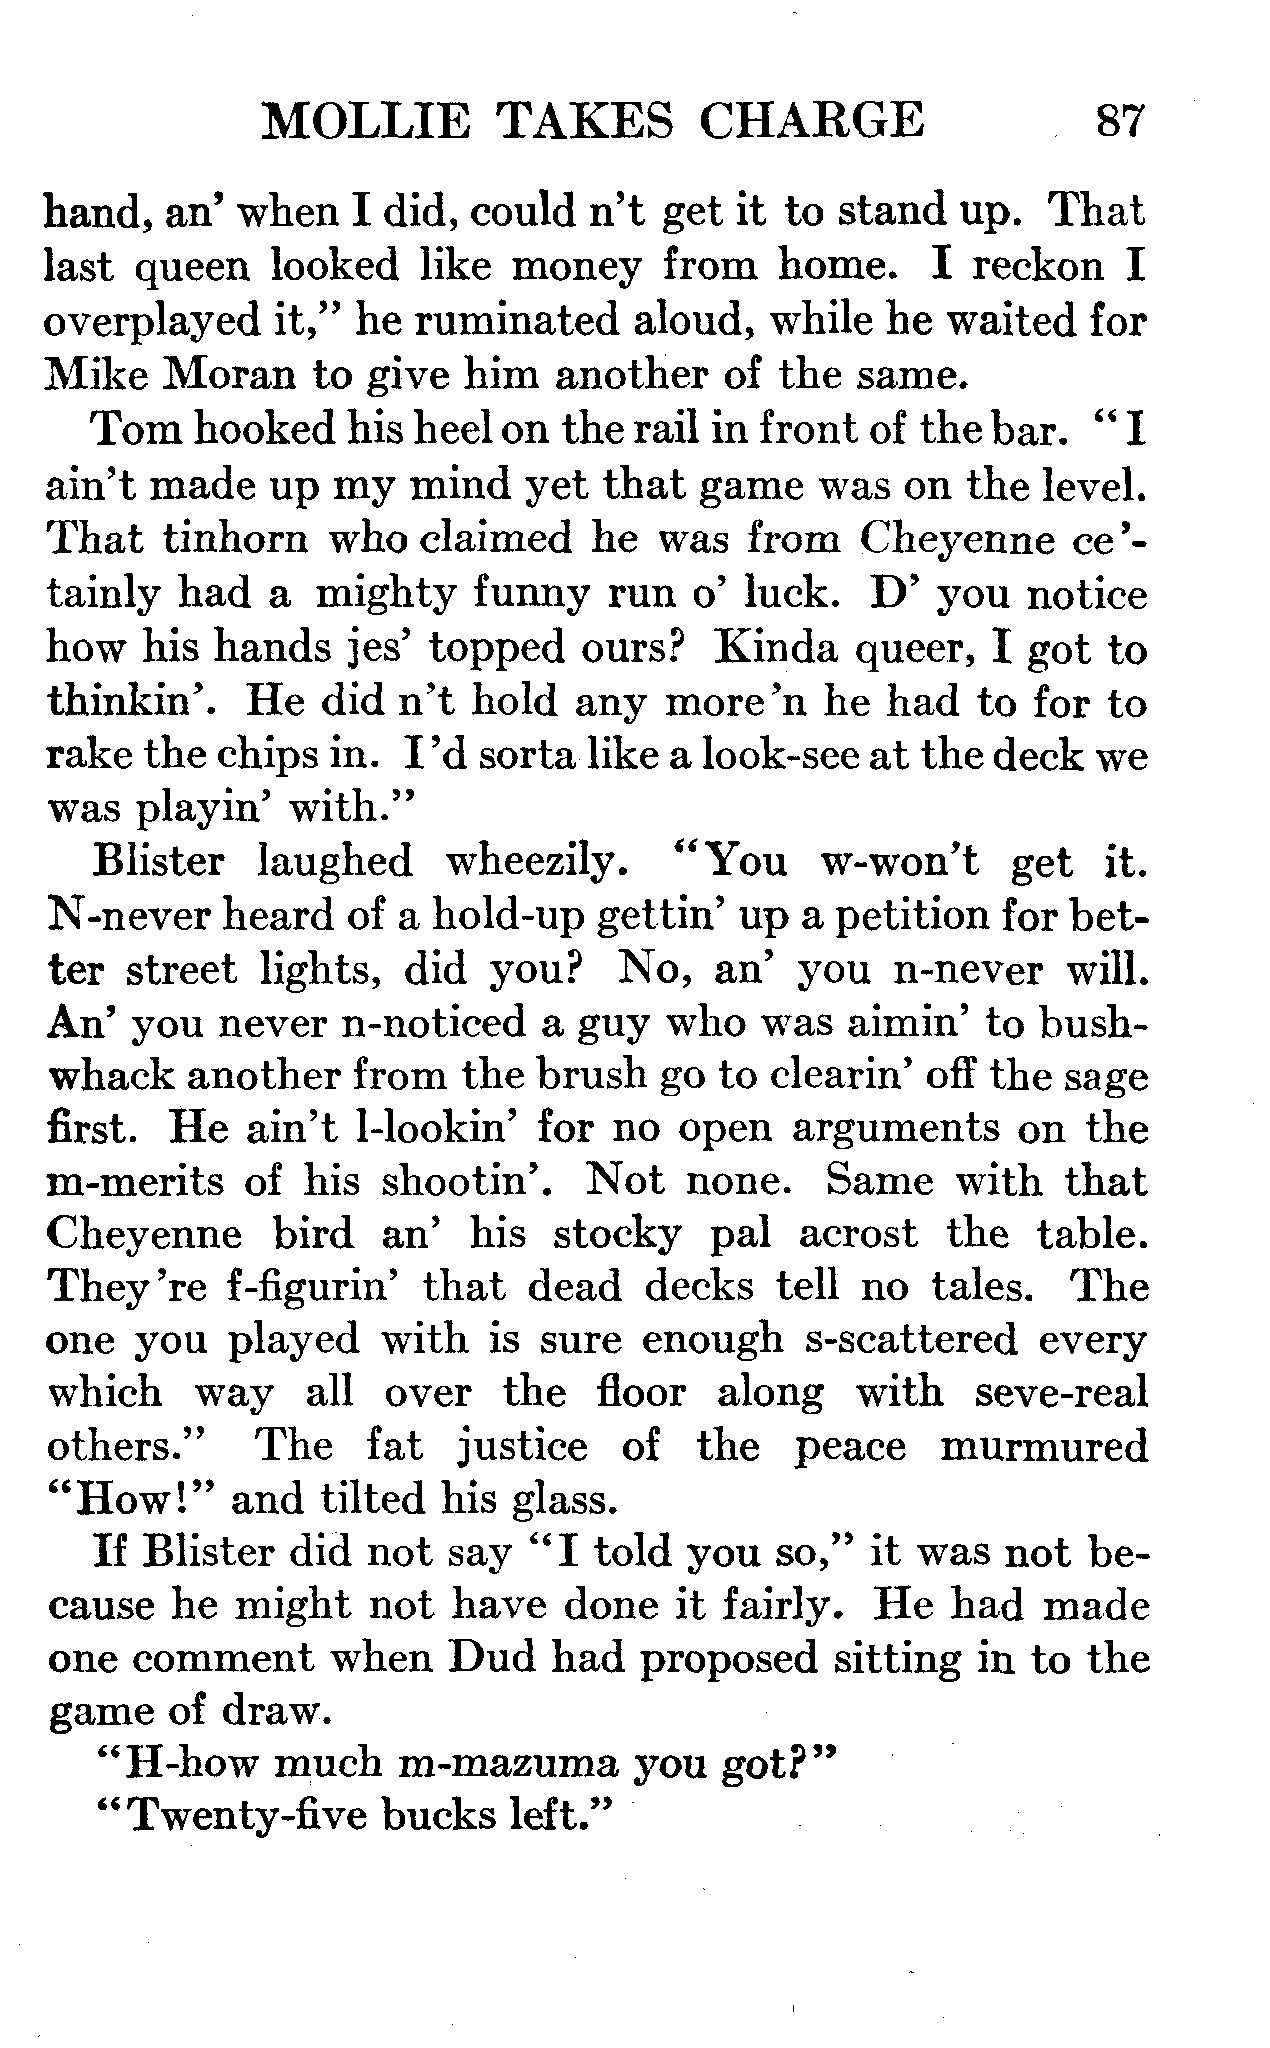 MOLLIE TAKES CHARGE 87
hand, an' when I did, could n't get it to stand up. That
last queen looked like money from home. I reckon I
overplayed it," he ruminated aloud, while he waited for
Mike Moran to give him another of the same.
Tom hooked his heel on the rail in front of the bar. "I
ain't made up my mind yet that game was on the level.
That tinhorn who claimed he was from Cheyenne ce'-
tainly had a mighty funny run o' luck. D' you notice
how his hands jes' topped ours? Kinda queer, I got to
thinkin'. He did n't hold any more'n he had to for to
rake the chips in. I'd sorta like a look-see at the deck we
was playin' with."
Blister laughed wheezily. "You w-won't get it.
N-never heard of a hold-up gettin' up a petition for bet-
ter street lights, did you? No, an' you n-never will.
An' you never n-noticed a guy who was aimin' to bush-
whack another from the brush go to clearin' off the sage
first. He ain't l-lookin' for no open arguments on the
m-merits of his shootin'. Not none. Same with that
Cheyenne bird an' his stocky pal acrost the table.
They're f-figurin' that dead decks tell no tales. The
one you played with is sure enough s-scattered every
which way all over the floor along with seve-real
others." The fat justice of the peace murmured
"How!" and tilted his glass.
If Blister did not say "I told you so," it was not be-
cause he might not have done it fairly. He had made
one comment when Dud had proposed sitting in to the
game of draw.
"H-how much m-mazuma you got?"
"Twenty-five bucks left."